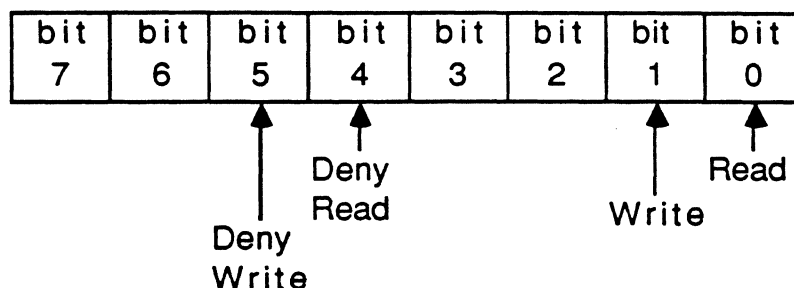 bit bit bit bit bit bit bit bit
7 6 5 4 3 2 1 0
Deny Read
Read
Write
Deny
Write